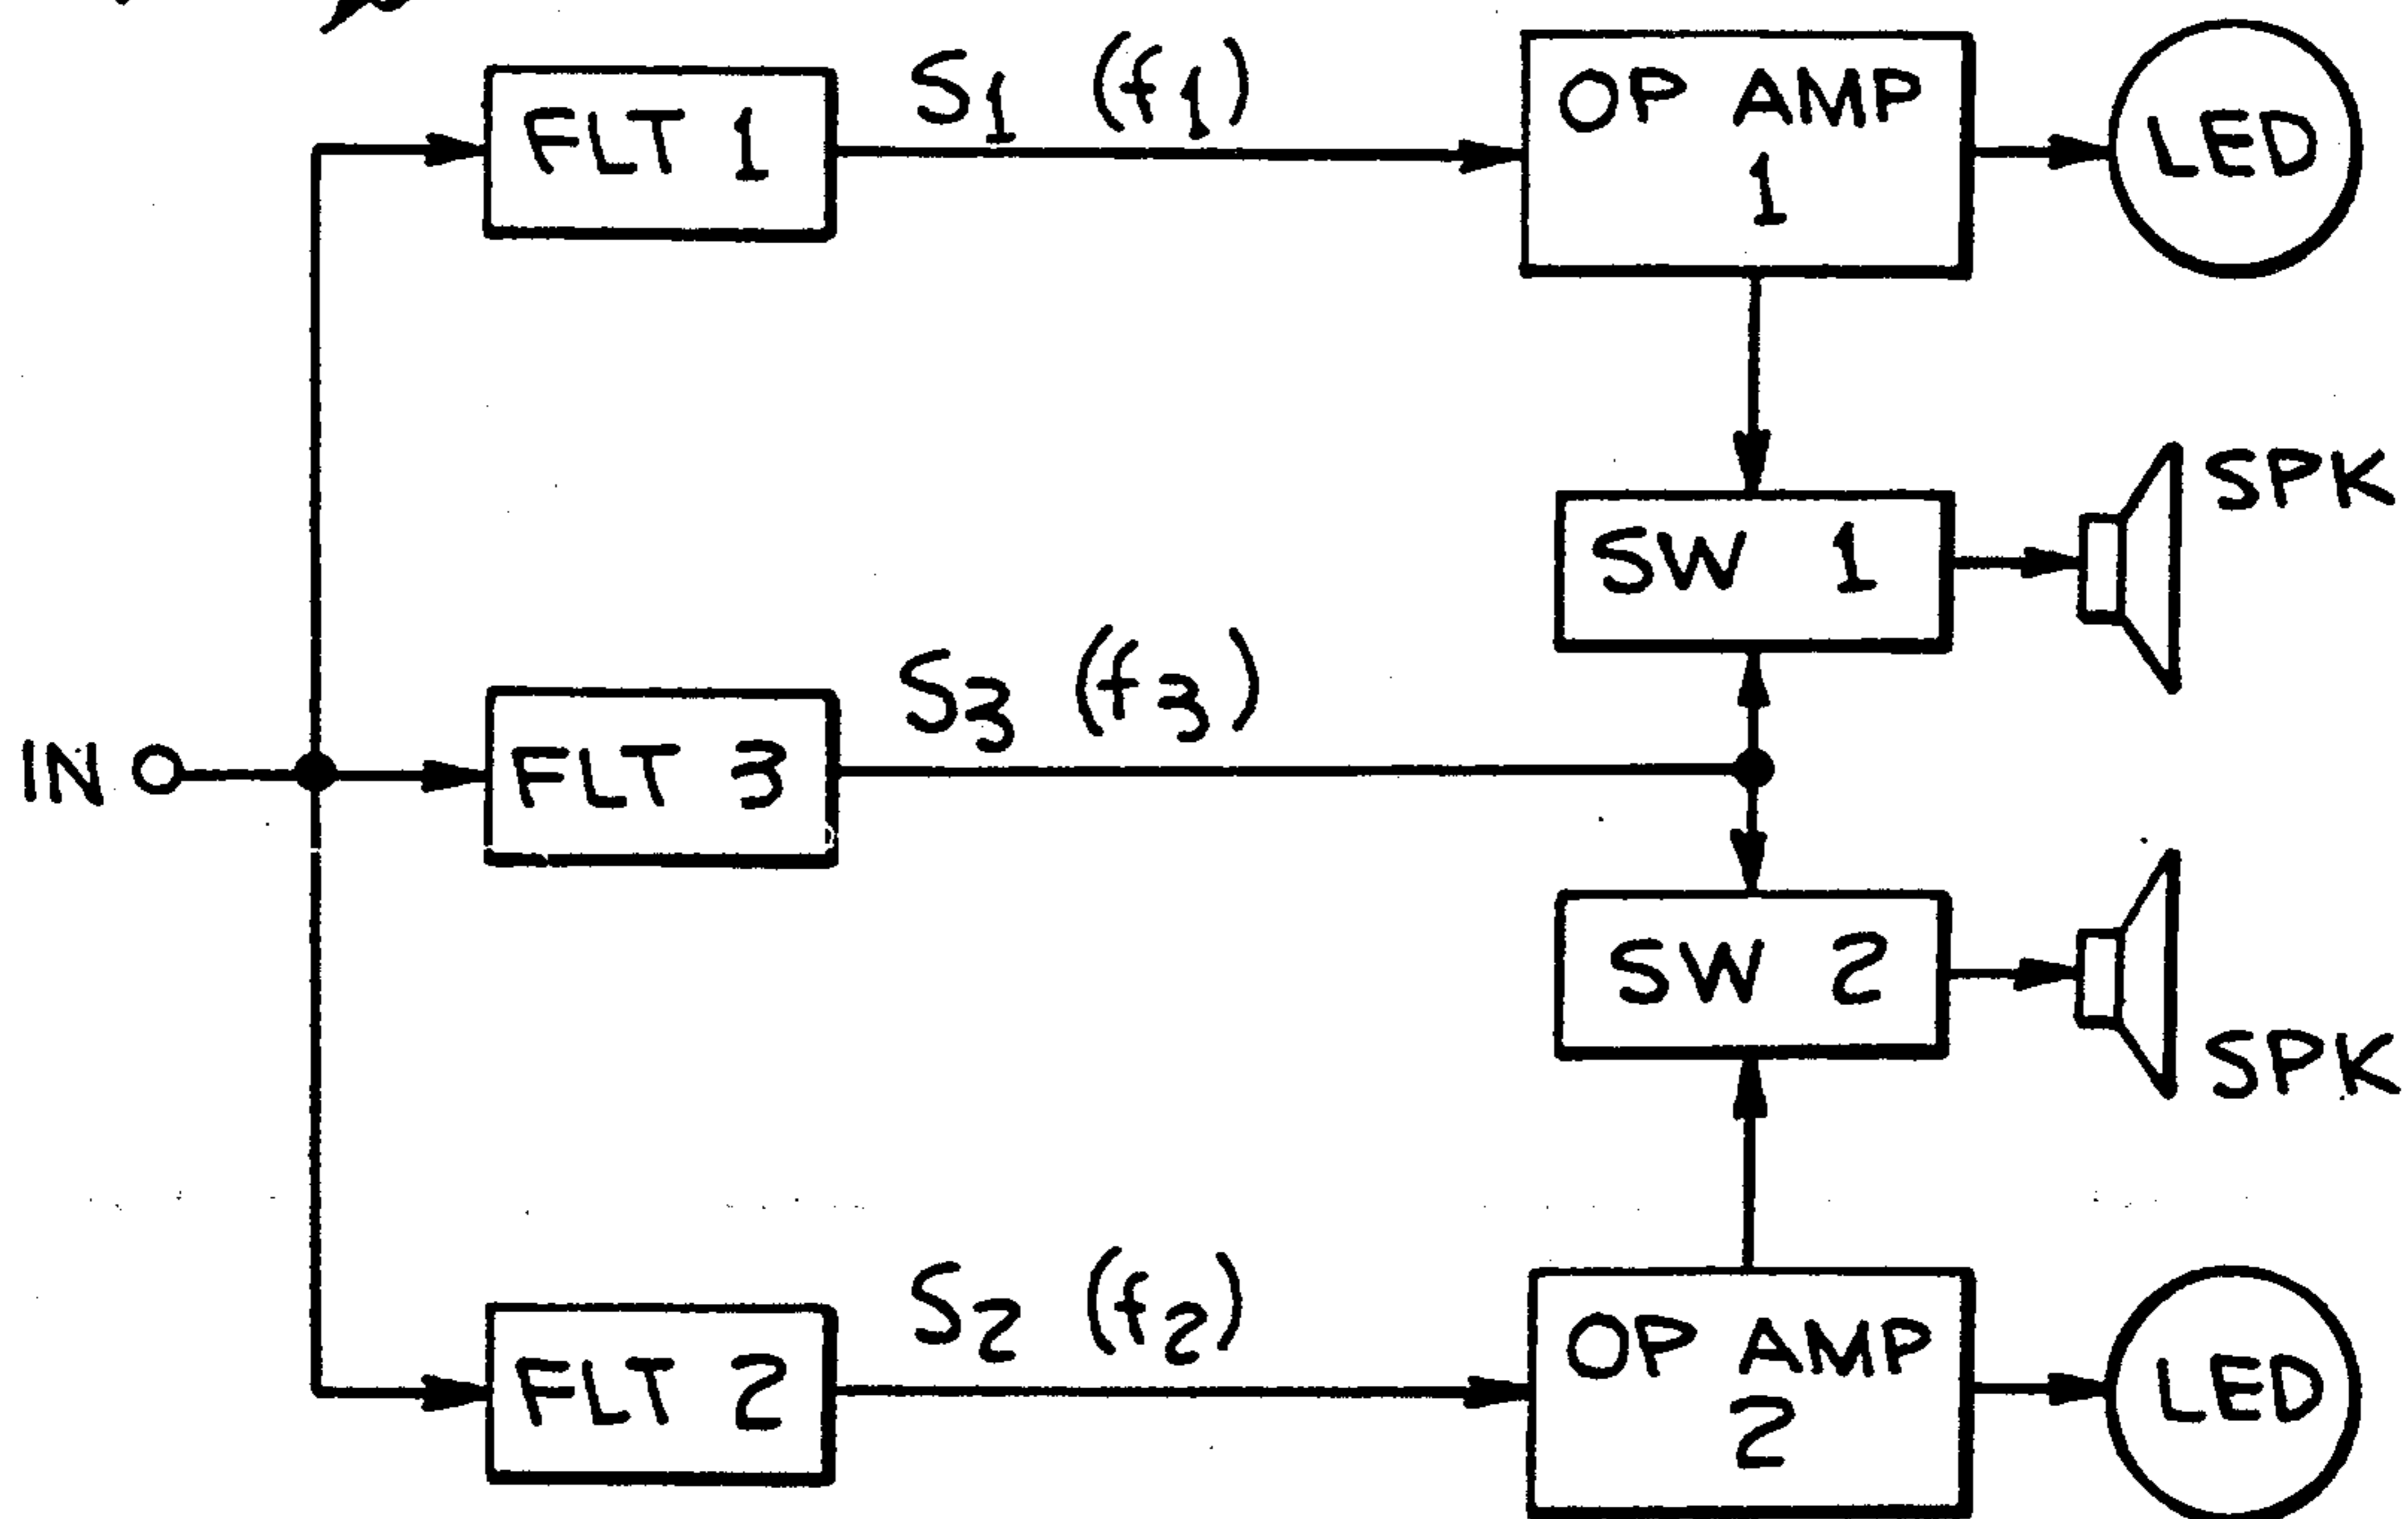 FLT 1
S1 (f1)
OP AMP
1
LED
SPK
SW 1
S3 (f3)
IN
FLT 3
SW 2
SPK
S2 (f2)
FLT 2
OP AMP
2
LED